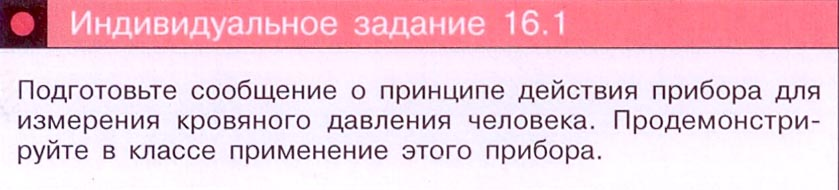 Индивидуальное задание 16.1
Подготовьте сообщение о принципе действия прибора для
измерения кровяного давления человека. Продемонстри-
руйте в классе применение этого прибора.